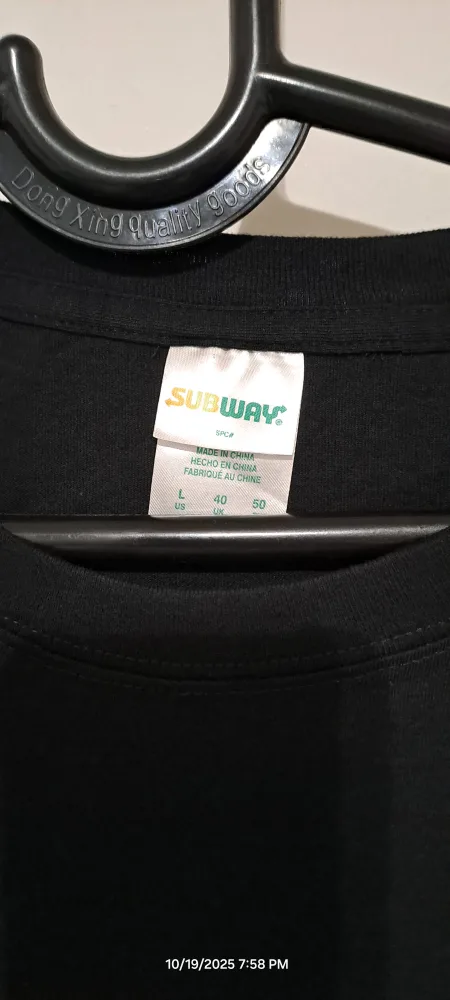 Dong Xing quality goods
SUBWAY®
SPC#
MADE IN CHINA
HECHO EN CHINA
FABRIQUÉ AU CHINE
L 40 50
US UK
10/19/2025 7:58 PM